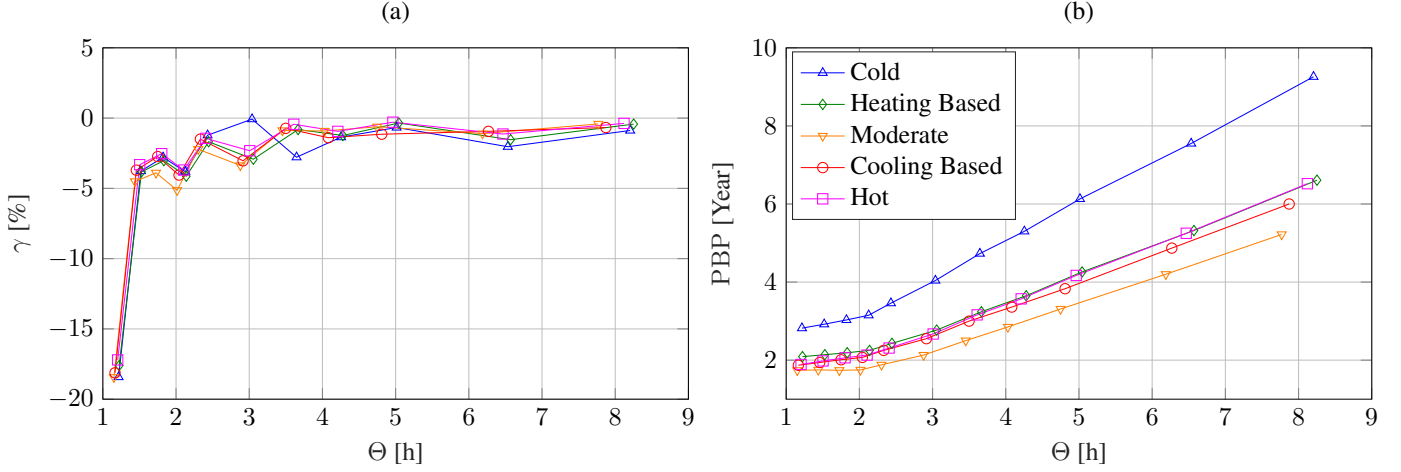 (a)
5
0
−5
−10
−15
−20
1 2 3 4 5 6 7 8 9
γ [%]
Θ [h]
(b)
10
8
6
4
2
1 2 3 4 5 6 7 8 9
PBP [Year]
Θ [h]
Cold
Heating Based
Moderate
Cooling Based
Hot